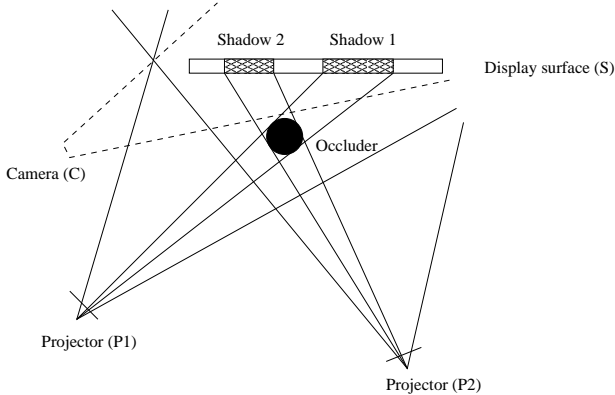 Shadow 2
Shadow 1
Display surface (S)
Occluder
Camera (C)
Projector (P1)
Projector (P2)